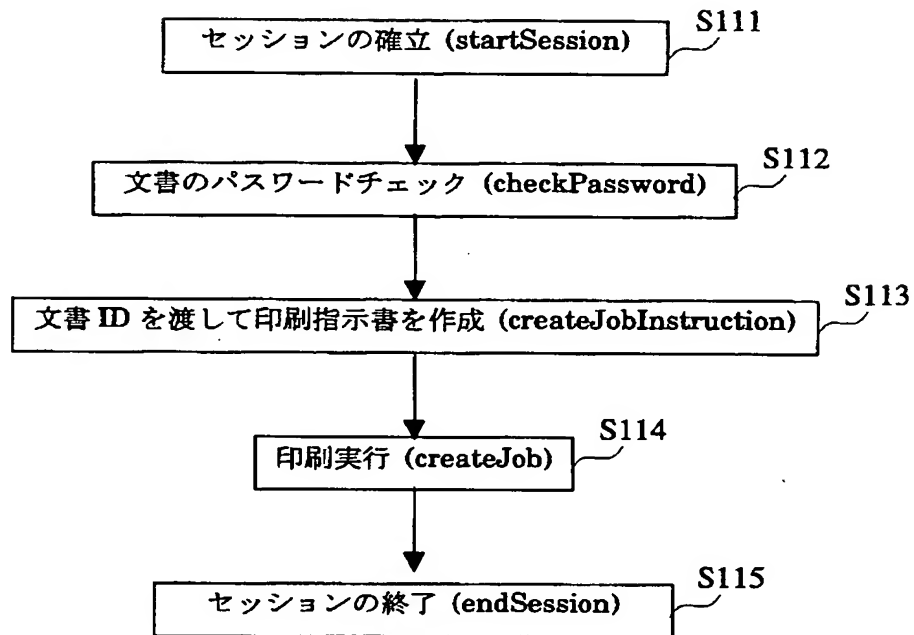 セッションの確立 (startSession)
S111
文書のパスワードチェック (checkPassword)
S112
文書 ID を渡して印刷指示書を作成 (createJobInstruction)
S113
印刷実行 (createJob)
S114
セッションの終了 (endSession)
S115